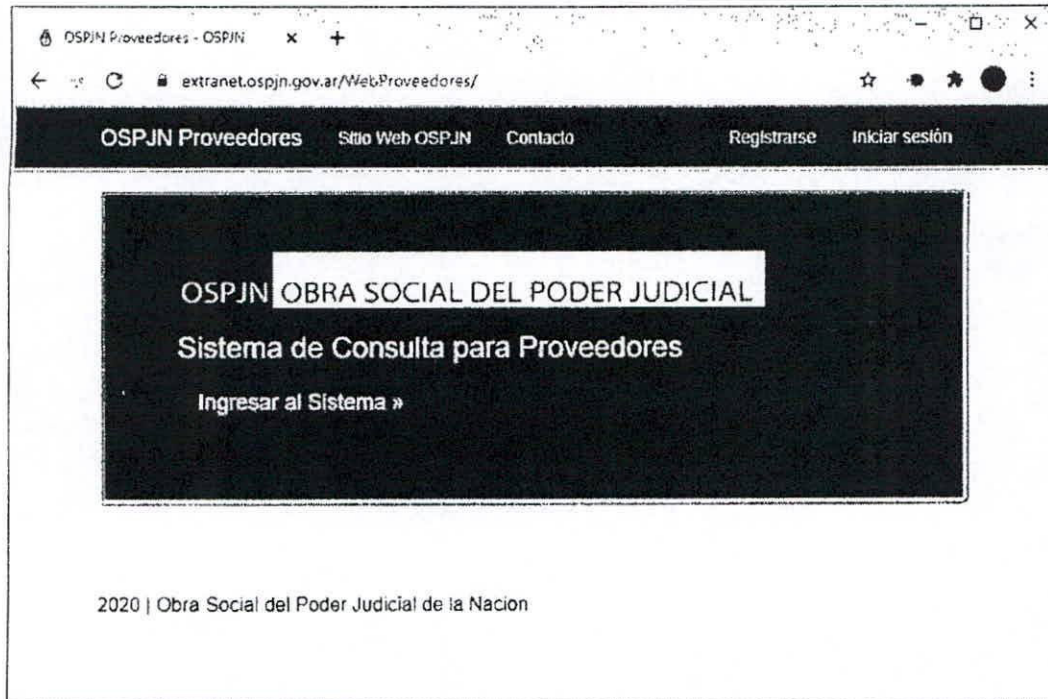 OSPJN Proveedores - OSPJN
extranet.ospjn.gov.ar/WebProveedores/
OSPJN Proveedores Sitio Web OSPJN Contacto Registrarse Iniciar sesión
OSPJN OBRA SOCIAL DEL PODER JUDICIAL
Sistema de Consulta para Proveedores
Ingresar al Sistema »
2020 | Obra Social del Poder Judicial de la Nacion